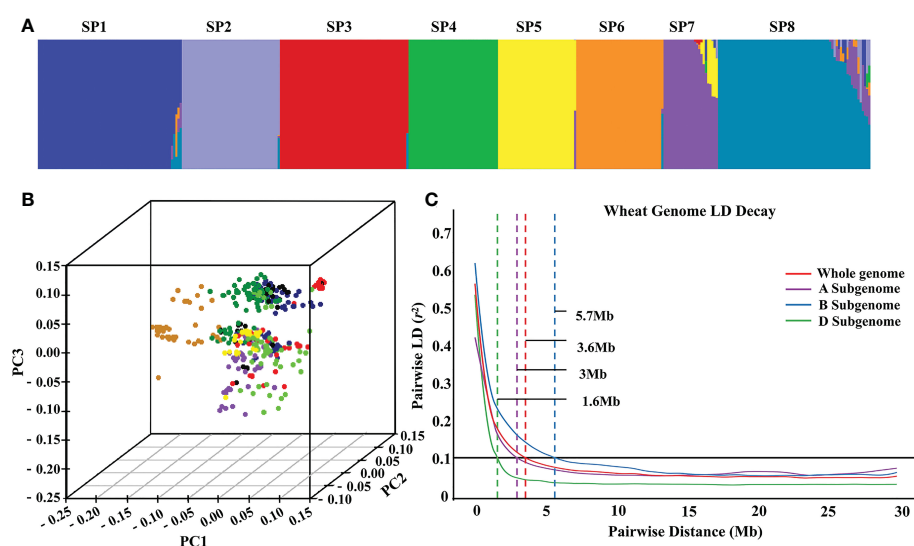 A
SP1 SP2 SP3 SP4 SP5 SP6 SP7 SP8
B
PC3
0.15
0.10
0.05
0.00
- 0.05
- 0.10
- 0.15
- 0.20
-0.25
- 0.25 - 0.20 - 0.15 - 0.10 - 0.05 0.00 0.05 0.10 0.15
PC1
- 0.10
- 0.05
0.00
0.05
0.10
0.15
PC2
C
Wheat Genome LD Decay
Pairwise LD (r²)
0.7
0.6
0.5
0.4
0.3
0.2
0.1
0
5.7Mb
3.6Mb
3Mb
1.6Mb
Whole genome
A Subgenome
B Subgenome
D Subgenome
0 5 10 15 20 25 30
Pairwise Distance (Mb)